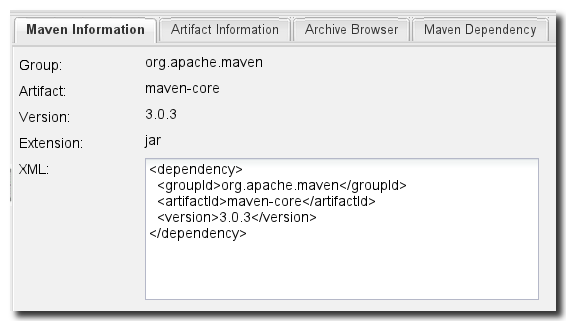 Maven Information Artifact Information Archive Browser Maven Dependency
Group: org.apache.maven
Artifact: maven-core
Version: 3.0.3
Extension: jar
XML: <dependency>
<groupId>org.apache.maven</groupId>
<artifactId>maven-core</artifactId>
<version>3.0.3</version>
</dependency>